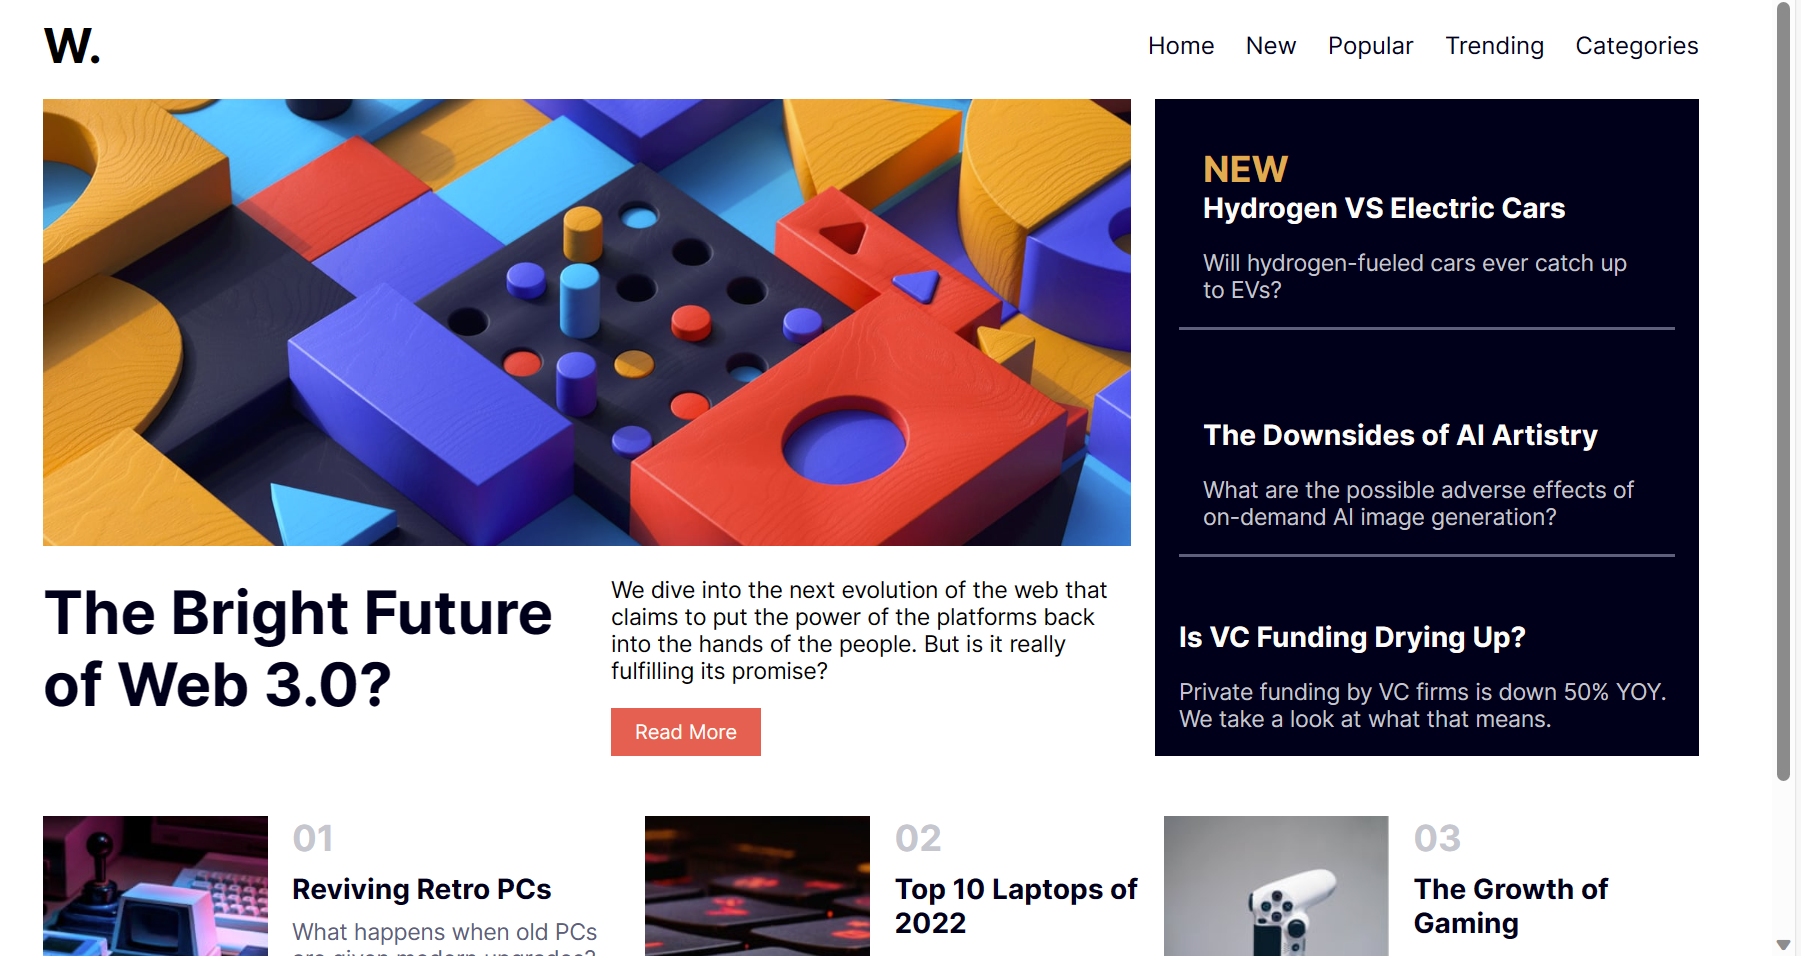 W.
Home New Popular Trending Categories
NEW
Hydrogen VS Electric Cars
Will hydrogen-fueled cars ever catch up
to EVs?
The Downsides of AI Artistry
What are the possible adverse effects of
on-demand AI image generation?
Is VC Funding Drying Up?
Private funding by VC firms is down 50% YOY.
We take a look at what that means.
The Bright Future
of Web 3.0?
We dive into the next evolution of the web that
claims to put the power of the platforms back
into the hands of the people. But is it really
fulfilling its promise?
Read More
01
Reviving Retro PCs
What happens when old PCs
are given modern upgrades?
02
Top 10 Laptops of
2022
03
The Growth of
Gaming